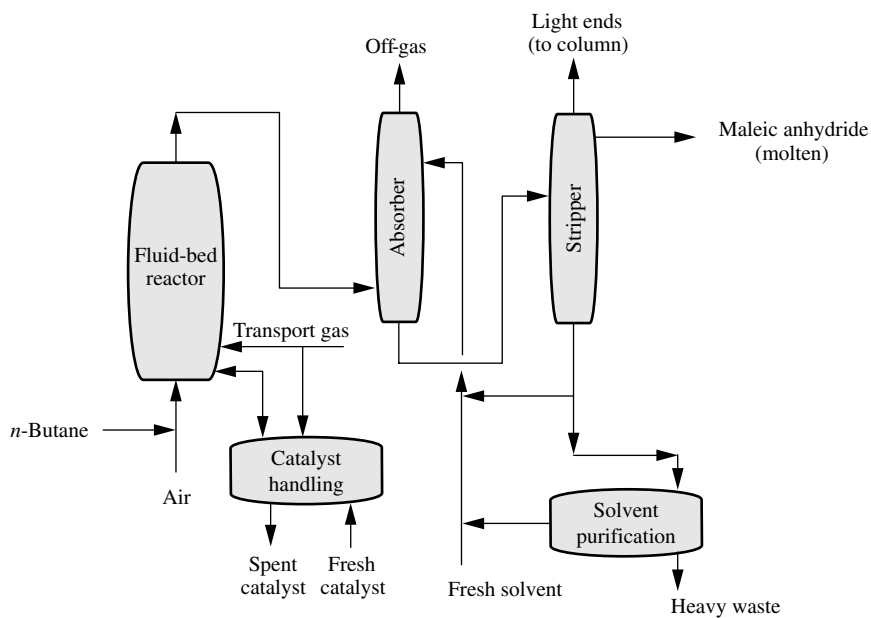 Light ends
(to column)
Off-gas
Maleic anhydride
(molten)
Absorber
Stripper
Fluid-bed
reactor
Transport gas
n-Butane
Air
Catalyst
handling
Solvent
purification
Spent
catalyst
Fresh
catalyst
Fresh solvent
Heavy waste